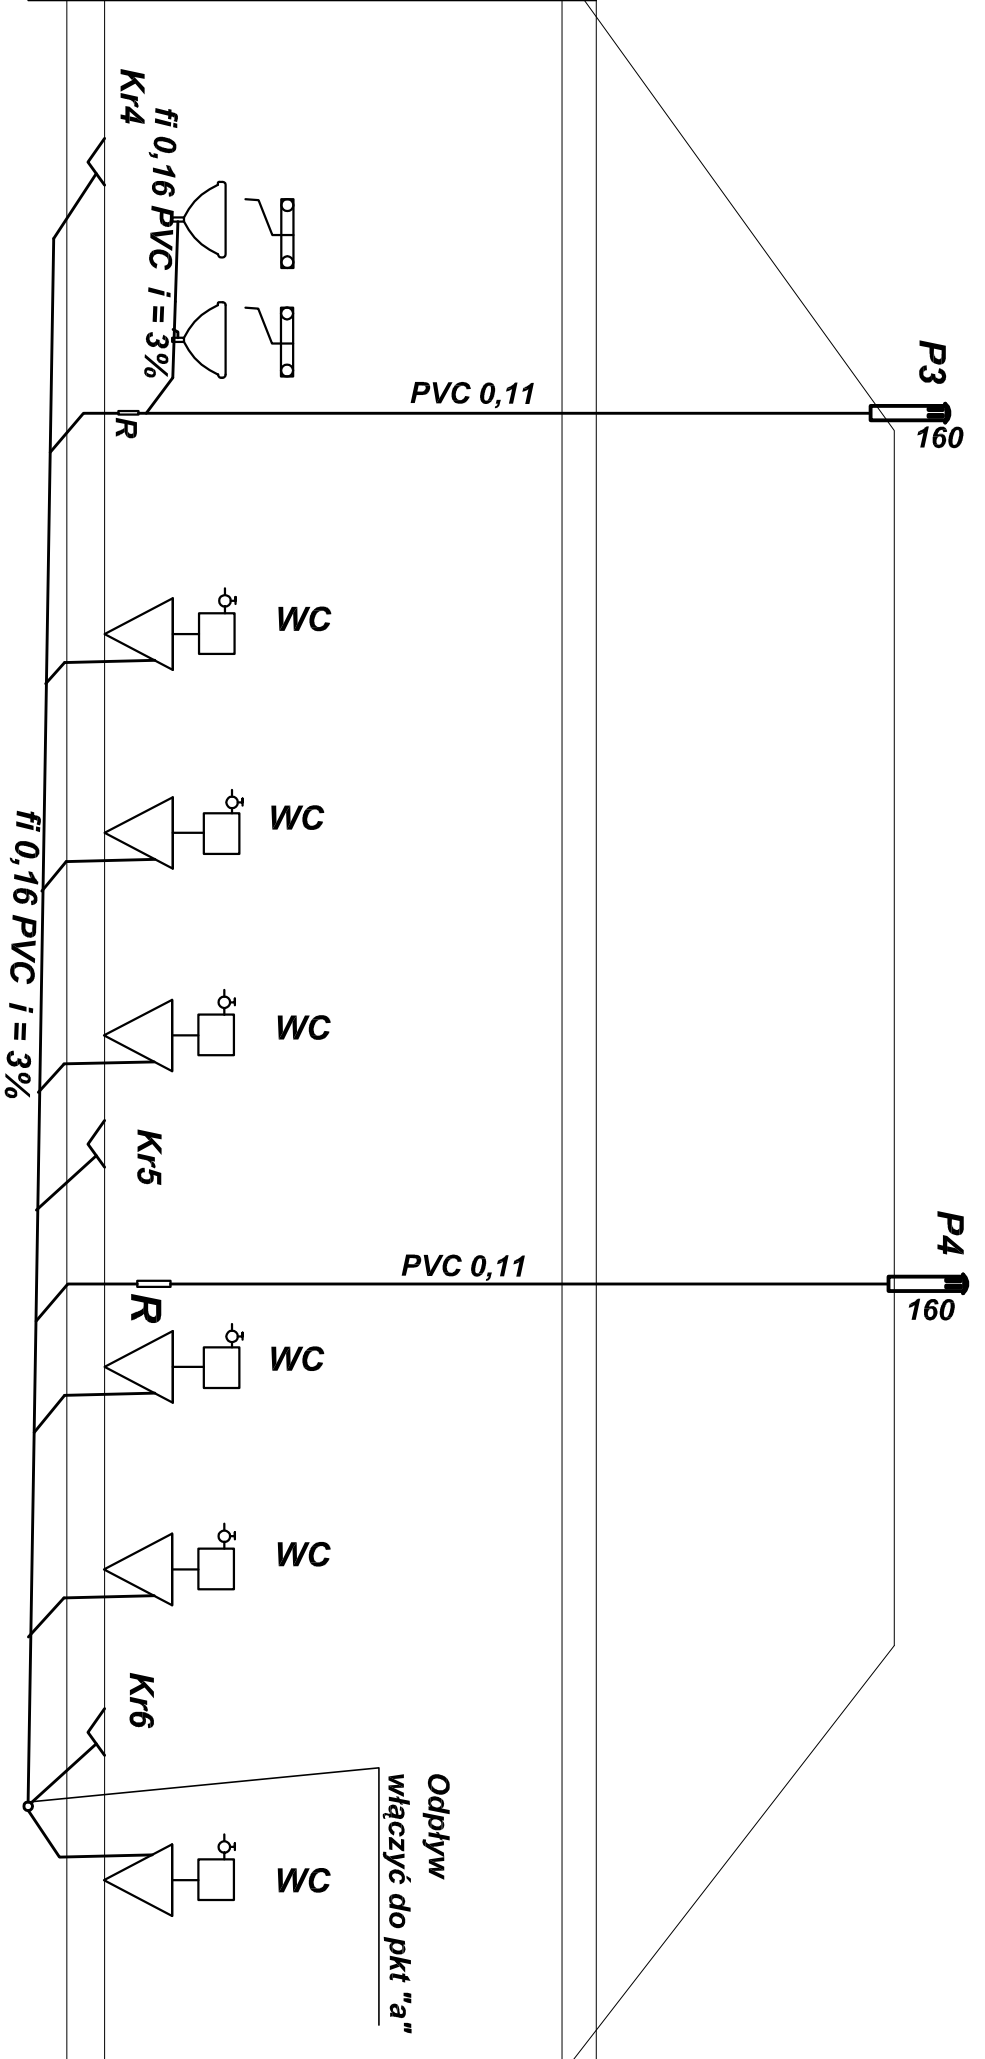 Kr4
fi 0,16 PVC i = 3%
P3
160
PVC 0,11
R
WC
WC
fi 0,16 PVC i = 3%
WC
Kr5
P4
160
PVC 0,11
R
WC
WC
Kr6
Odpływ
włączyć do pkt "a"
WC